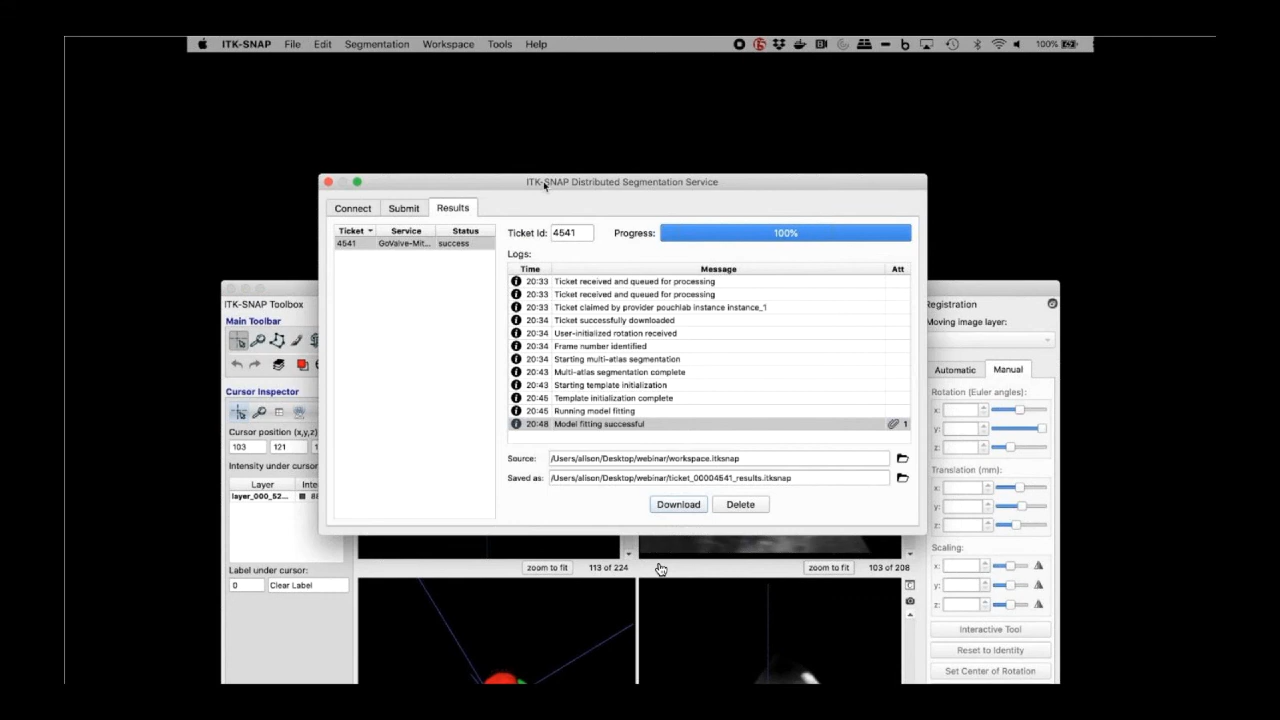 ITK-SNAP File Edit Segmentation Workspace Tools Help 100%
ITK-SNAP Distributed Segmentation Service
Connect Submit Results
Ticket Service Status
4541 GoValve-Mit... success
Ticket Id: 4541 Progress: 100%
Logs:
Time Message Att
20:33 Ticket received and queued for processing
20:33 Ticket received and queued for processing
20:33 Ticket claimed by provider pouchlab instance instance_1
20:34 Ticket successfully downloaded
20:34 User-initialized rotation received
20:34 Frame number identified
20:34 Starting multi-atlas segmentation
20:43 Multi-atlas segmentation complete
20:43 Starting template initialization
20:45 Template initialization complete
20:45 Running model fitting
20:48 Model fitting successful 1
Source: /Users/alison/Desktop/webinar/workspace.itksnap
Saved as: /Users/alison/Desktop/webinar/ticket_00004541_results.itksnap
Download Delete
ITK-SNAP Toolbox
Main Toolbar
Cursor Inspector
Cursor position (x,y,z):
103 121
Intensity under cursor
Layer Inte
layer_000_52...
Label under cursor:
0 Clear Label
zoom to fit 113 of 224
zoom to fit 103 of 208
Registration
Moving image layer:
Automatic Manual
Rotation (Euler angles):
x:
y:
z:
Translation (mm):
x:
y:
z:
Scaling:
x:
y:
z:
Interactive Tool
Reset to Identity
Set Center of Rotation